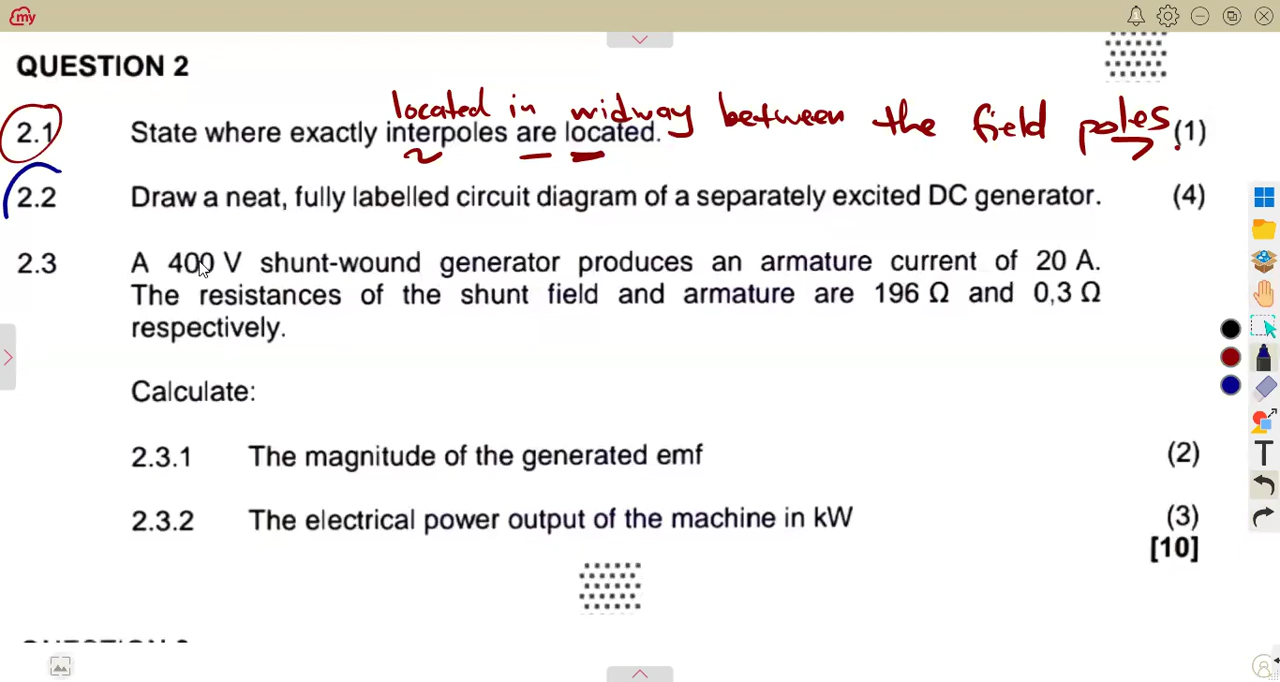 my
QUESTION 2
located in midway between the field poles.
2.1 State where exactly interpoles are located. (1)
2.2 Draw a neat, fully labelled circuit diagram of a separately excited DC generator. (4)
2.3 A 400 V shunt-wound generator produces an armature current of 20 A.
The resistances of the shunt field and armature are 196 Ω and 0,3 Ω
respectively.
Calculate:
2.3.1 The magnitude of the generated emf (2)
2.3.2 The electrical power output of the machine in kW (3)
[10]
T